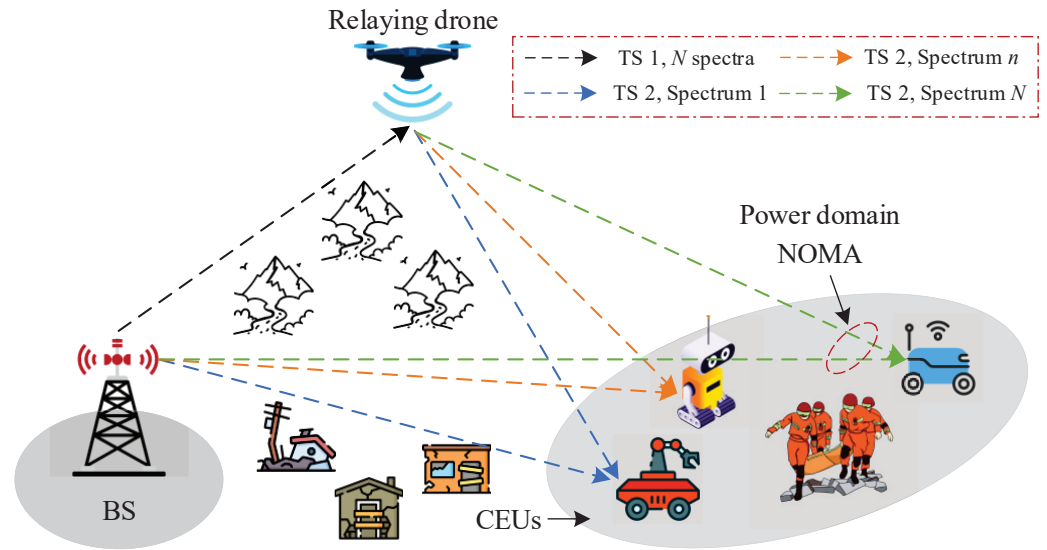 Relaying drone
TS 1, N spectra
TS 2, Spectrum n
TS 2, Spectrum 1
TS 2, Spectrum N
Power domain
NOMA
BS
CEUs